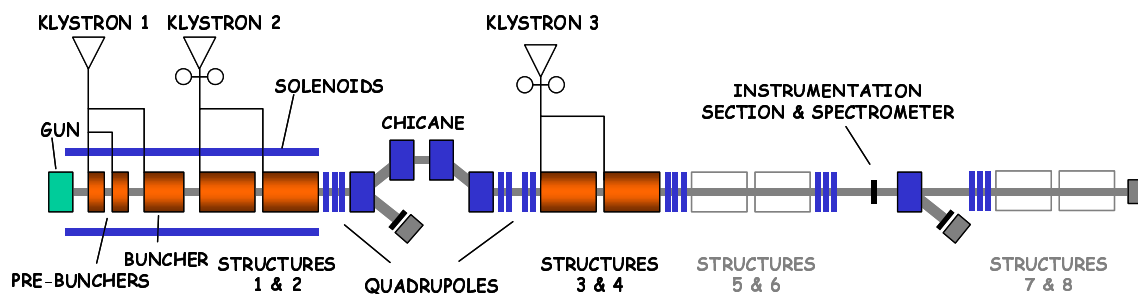 KLYSTRON 1
KLYSTRON 2
KLYSTRON 3
SOLENOIDS
INSTRUMENTATION
SECTION & SPECTROMETER
GUN
CHICANE
PRE-BUNCHERS
BUNCHER
STRUCTURES
1 & 2
QUADRUPOLES
STRUCTURES
3 & 4
STRUCTURES
5 & 6
STRUCTURES
7 & 8